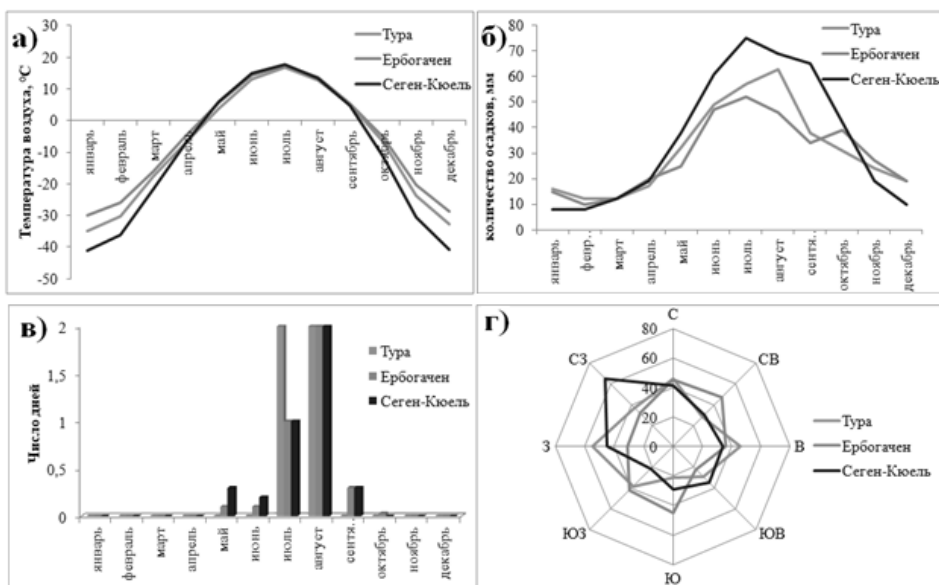 а)
Температура воздуха, °С
30
20
10
0
-10
-20
-30
-40
-50
январь
февраль
март
апрель
май
июнь
июль
август
сентябрь
октябрь
ноябрь
декабрь
Тура
Ербогачен
Сеген-Кюель
б)
количество осадков, мм
80
70
60
50
40
30
20
10
0
январь
февр..
март
апрель
май
июнь
июль
август
сентя.
октябрь
ноябрь
декабрь
Тура
Ербогачен
Сеген-Кюель
в)
Число дней
2
1,5
1
0,5
0
январь
февраль
март
апрель
май
июнь
июль
август
сентя..
октябрь
ноябрь
декабрь
Тура
Ербогачен
Сеген-Кюель
г)
С
СВ
В
ЮВ
Ю
ЮЗ
З
СЗ
80
60
40
20
0
Тура
Ербогачен
Сеген-Кюель